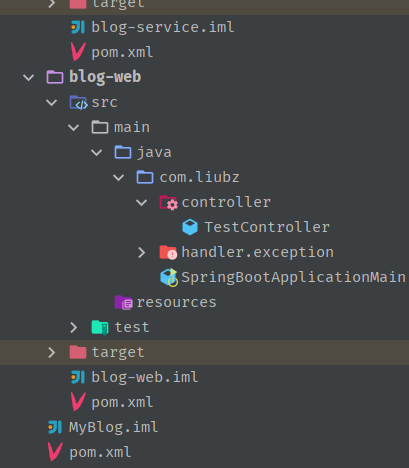 target
blog-service.iml
pom.xml
blog-web
src
main
java
com.liubz
controller
TestController
handler.exception
SpringBootApplicationMain
resources
test
target
blog-web.iml
pom.xml
MyBlog.iml
pom.xml